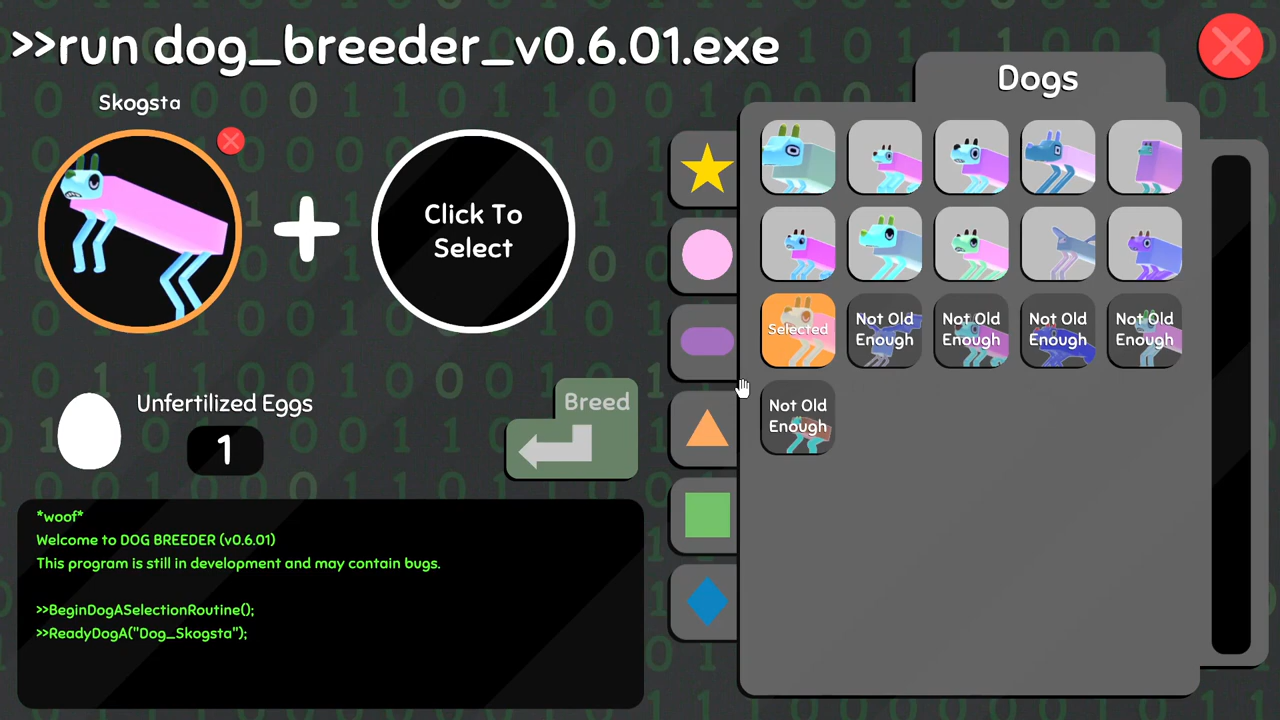 >>run dog_breeder_v0.6.01.exe
Skogsta
Click To
Select
Unfertilized Eggs
1
Breed
*woof*
Welcome to DOG BREEDER (v0.6.01)
This program is still in development and may contain bugs.
>>BeginDogASelectionRoutine();
>>ReadyDogA("Dog_Skogsta");
Dogs
Selected
Not Old
Enough
Not Old
Enough
Not Old
Enough
Not Old
Enough
Not Old
Enough